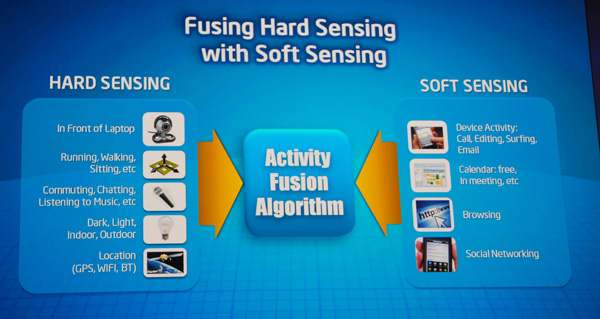 Fusing Hard Sensing
with Soft Sensing
HARD SENSING
In Front of Laptop
Running, Walking,
Sitting, etc
Commuting, Chatting,
Listening to Music, etc
Dark, Light,
Indoor, Outdoor
Location
(GPS, WIFI, BT)
Activity
Fusion
Algorithm
SOFT SENSING
Device Activity:
Call, Editing, Surfing,
Email
Calendar: free,
in meeting, etc
http://
Browsing
Social Networking